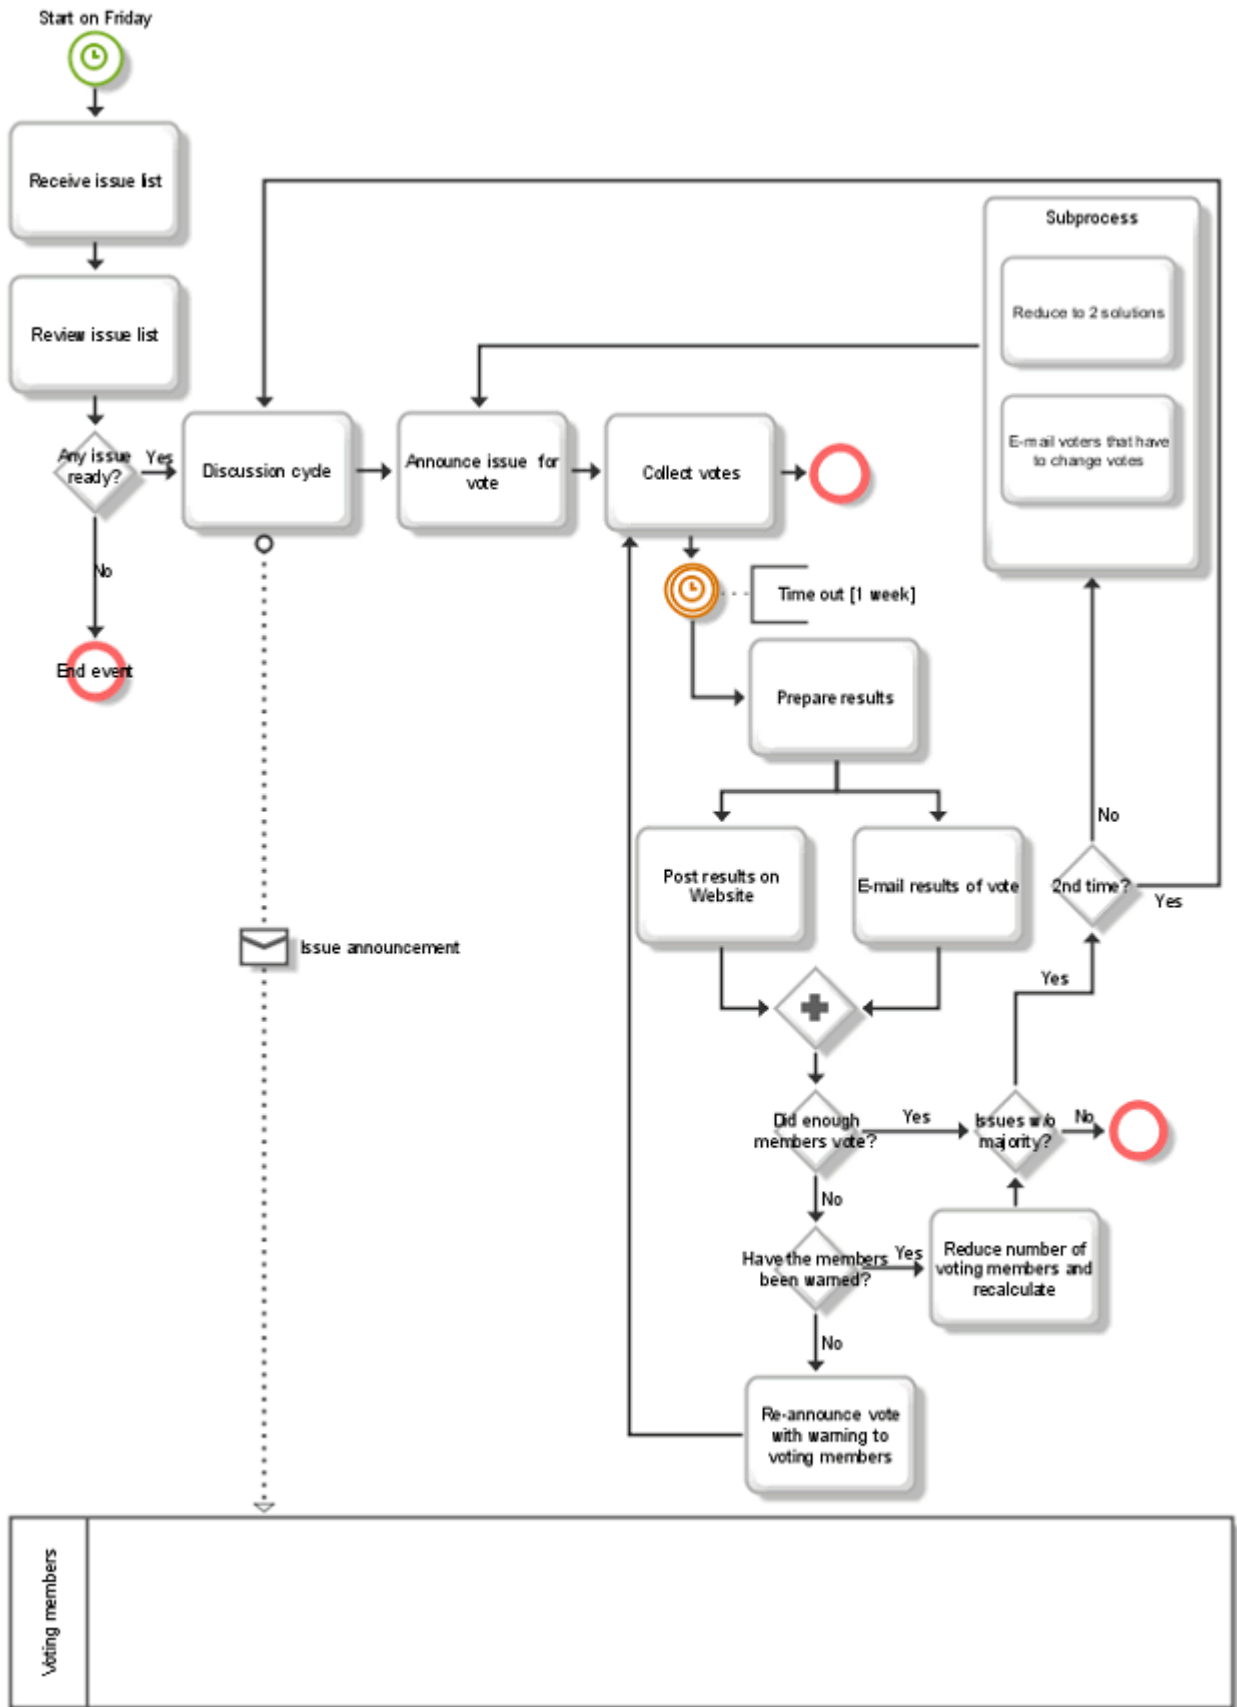 Start on Friday
Receive issue list
Review issue list
Any issue
ready?
Yes
No
End event
Discussion cycle
Announce issue for
vote
Collect votes
Subprocess
Reduce to 2 solutions
E-mail voters that have
to change votes
Time out [1 week]
Prepare results
Post results on
Website
E-mail results of vote
2nd time?
No
Yes
Issue announcement
Yes
Did enough
members vote?
Yes
Issues w/o
majority?
No
No
Have the members
been warned?
Yes
Reduce number of
voting members and
recalculate
No
Re-announce vote
with warning to
voting members
Voting members